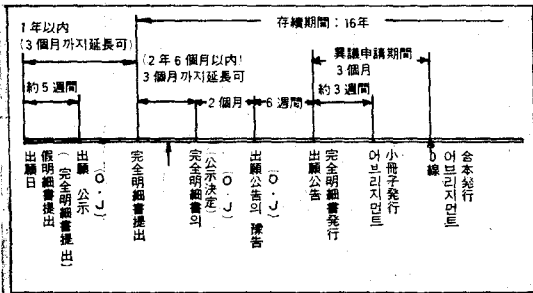 存續期間：16年
1年以内
(3個月까지延長可)
(2年6個月以内)
3個月까지延長可
異議申請期間
3個月
約5週間
2個月
6週間
約3週間
出願日
假明細書提出
(完全明細書提出)
出願公示
(O・J)
完全明細書提出
完全明細書의
(公示決定)
(O・J)
出願公告의豫告
(O・J)
出願公告
完全明細書発行
小冊子発行
어브리지먼트
b線
合本発行
어브리지먼트